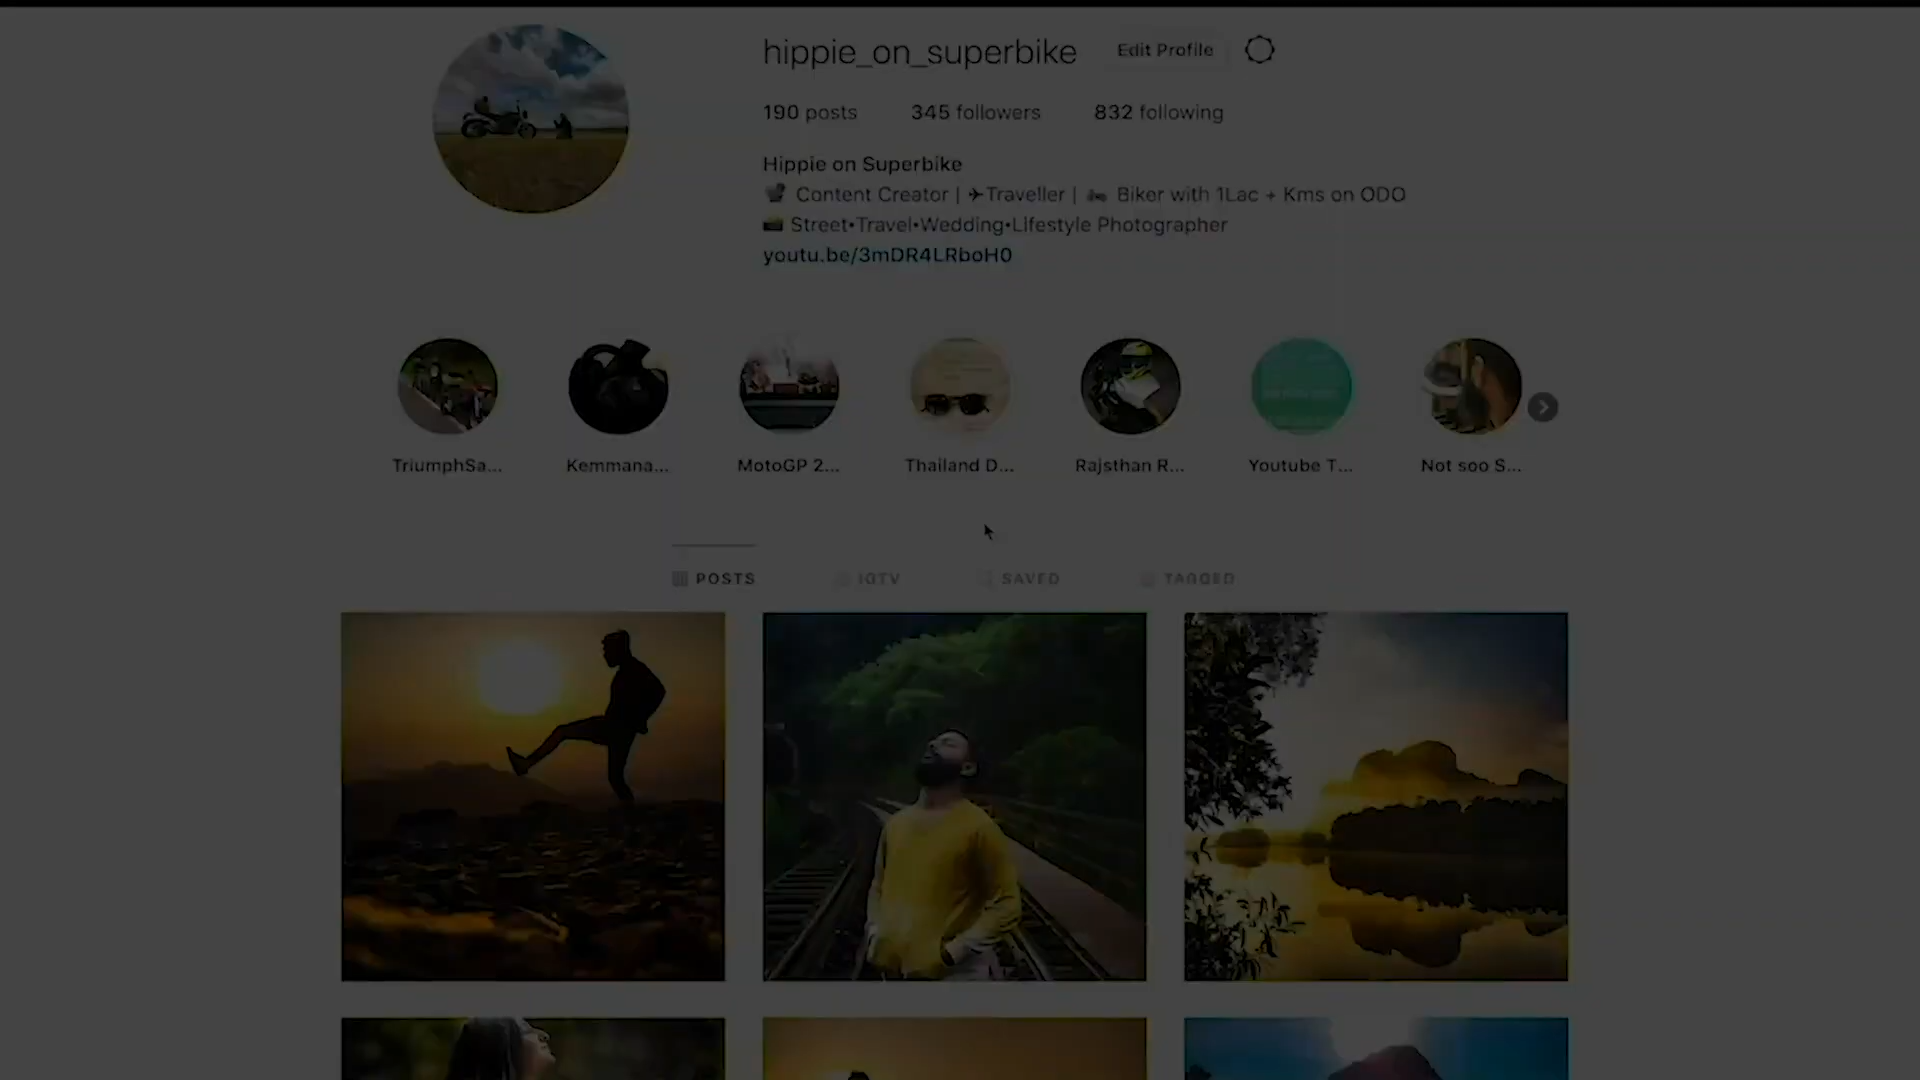 hippie_on_superbike Edit Profile
190 posts 345 followers 832 following
Hippie on Superbike
Content Creator | ✈Traveller | 🏍 Biker with 1Lac + Kms on ODO
📸 Street•Travel•Wedding•Lifestyle Photographer
youtu.be/3mDR4LRboH0
TriumphSa... Kemmana... MotoGP 2... Thailand D... Rajsthan R... Youtube T... Not soo S...
POSTS IGTV SAVED TAGGED